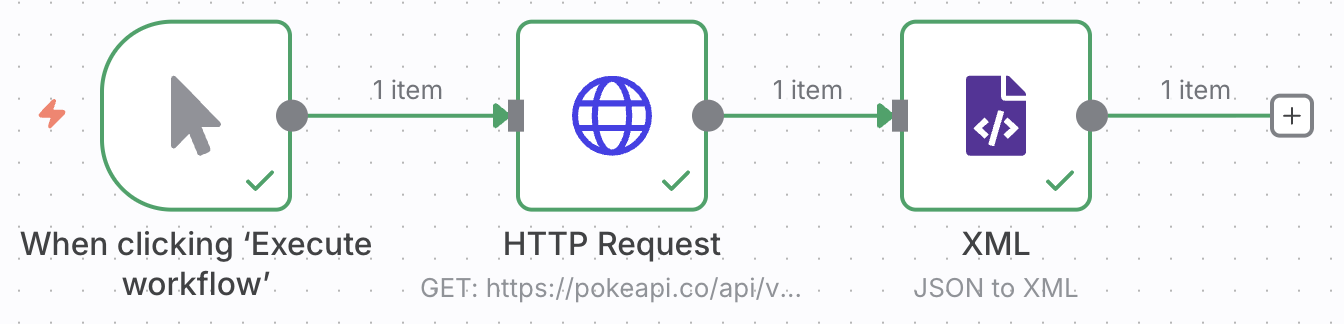 1 item
1 item
1 item
When clicking ‘Execute
workflow’
HTTP Request
GET: https://pokeapi.co/api/v...
XML
JSON to XML